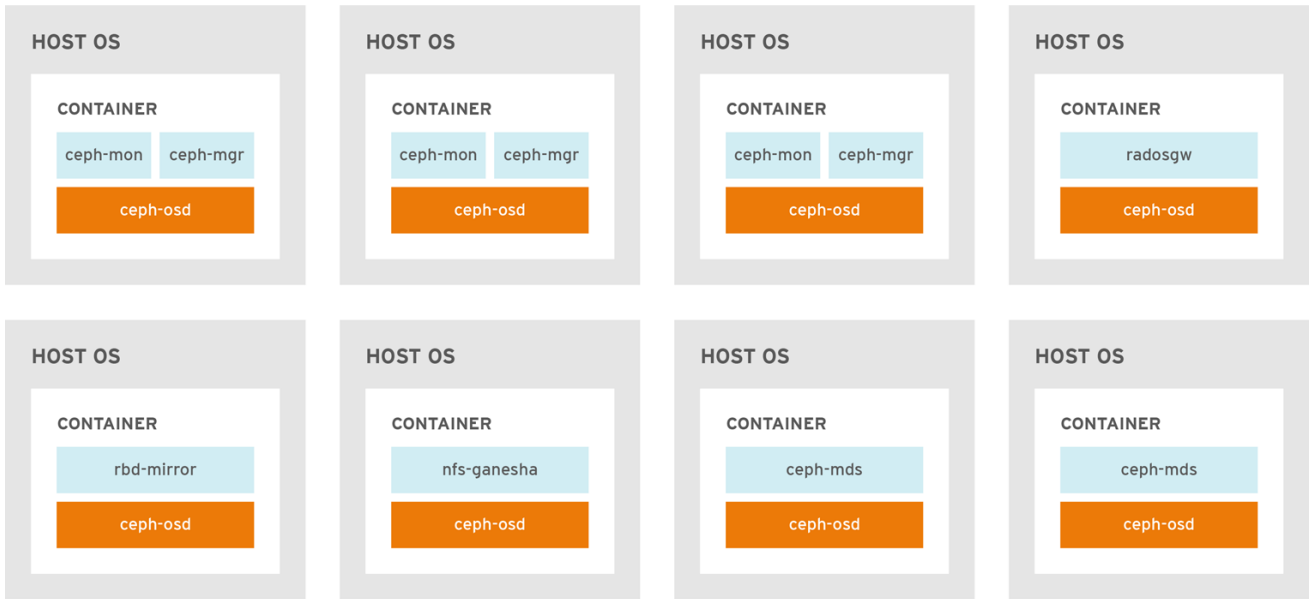 HOST OS
CONTAINER
ceph-mon ceph-mgr
ceph-osd
HOST OS
CONTAINER
ceph-mon ceph-mgr
ceph-osd
HOST OS
CONTAINER
ceph-mon ceph-mgr
ceph-osd
HOST OS
CONTAINER
radosgw
ceph-osd
HOST OS
CONTAINER
rbd-mirror
ceph-osd
HOST OS
CONTAINER
nfs-ganesha
ceph-osd
HOST OS
CONTAINER
ceph-mds
ceph-osd
HOST OS
CONTAINER
ceph-mds
ceph-osd